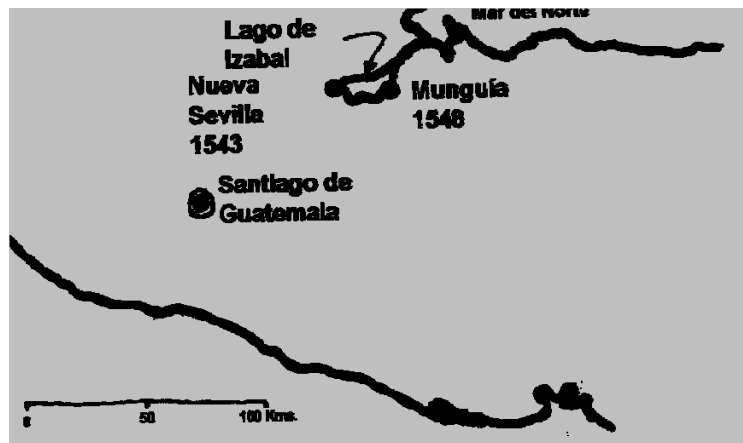 Mar del Norte
Lago de
Izabal
Nueva
Sevilla
1543
Munguía
1548
Santiago de
Guatemala
0 50 100 Kms.